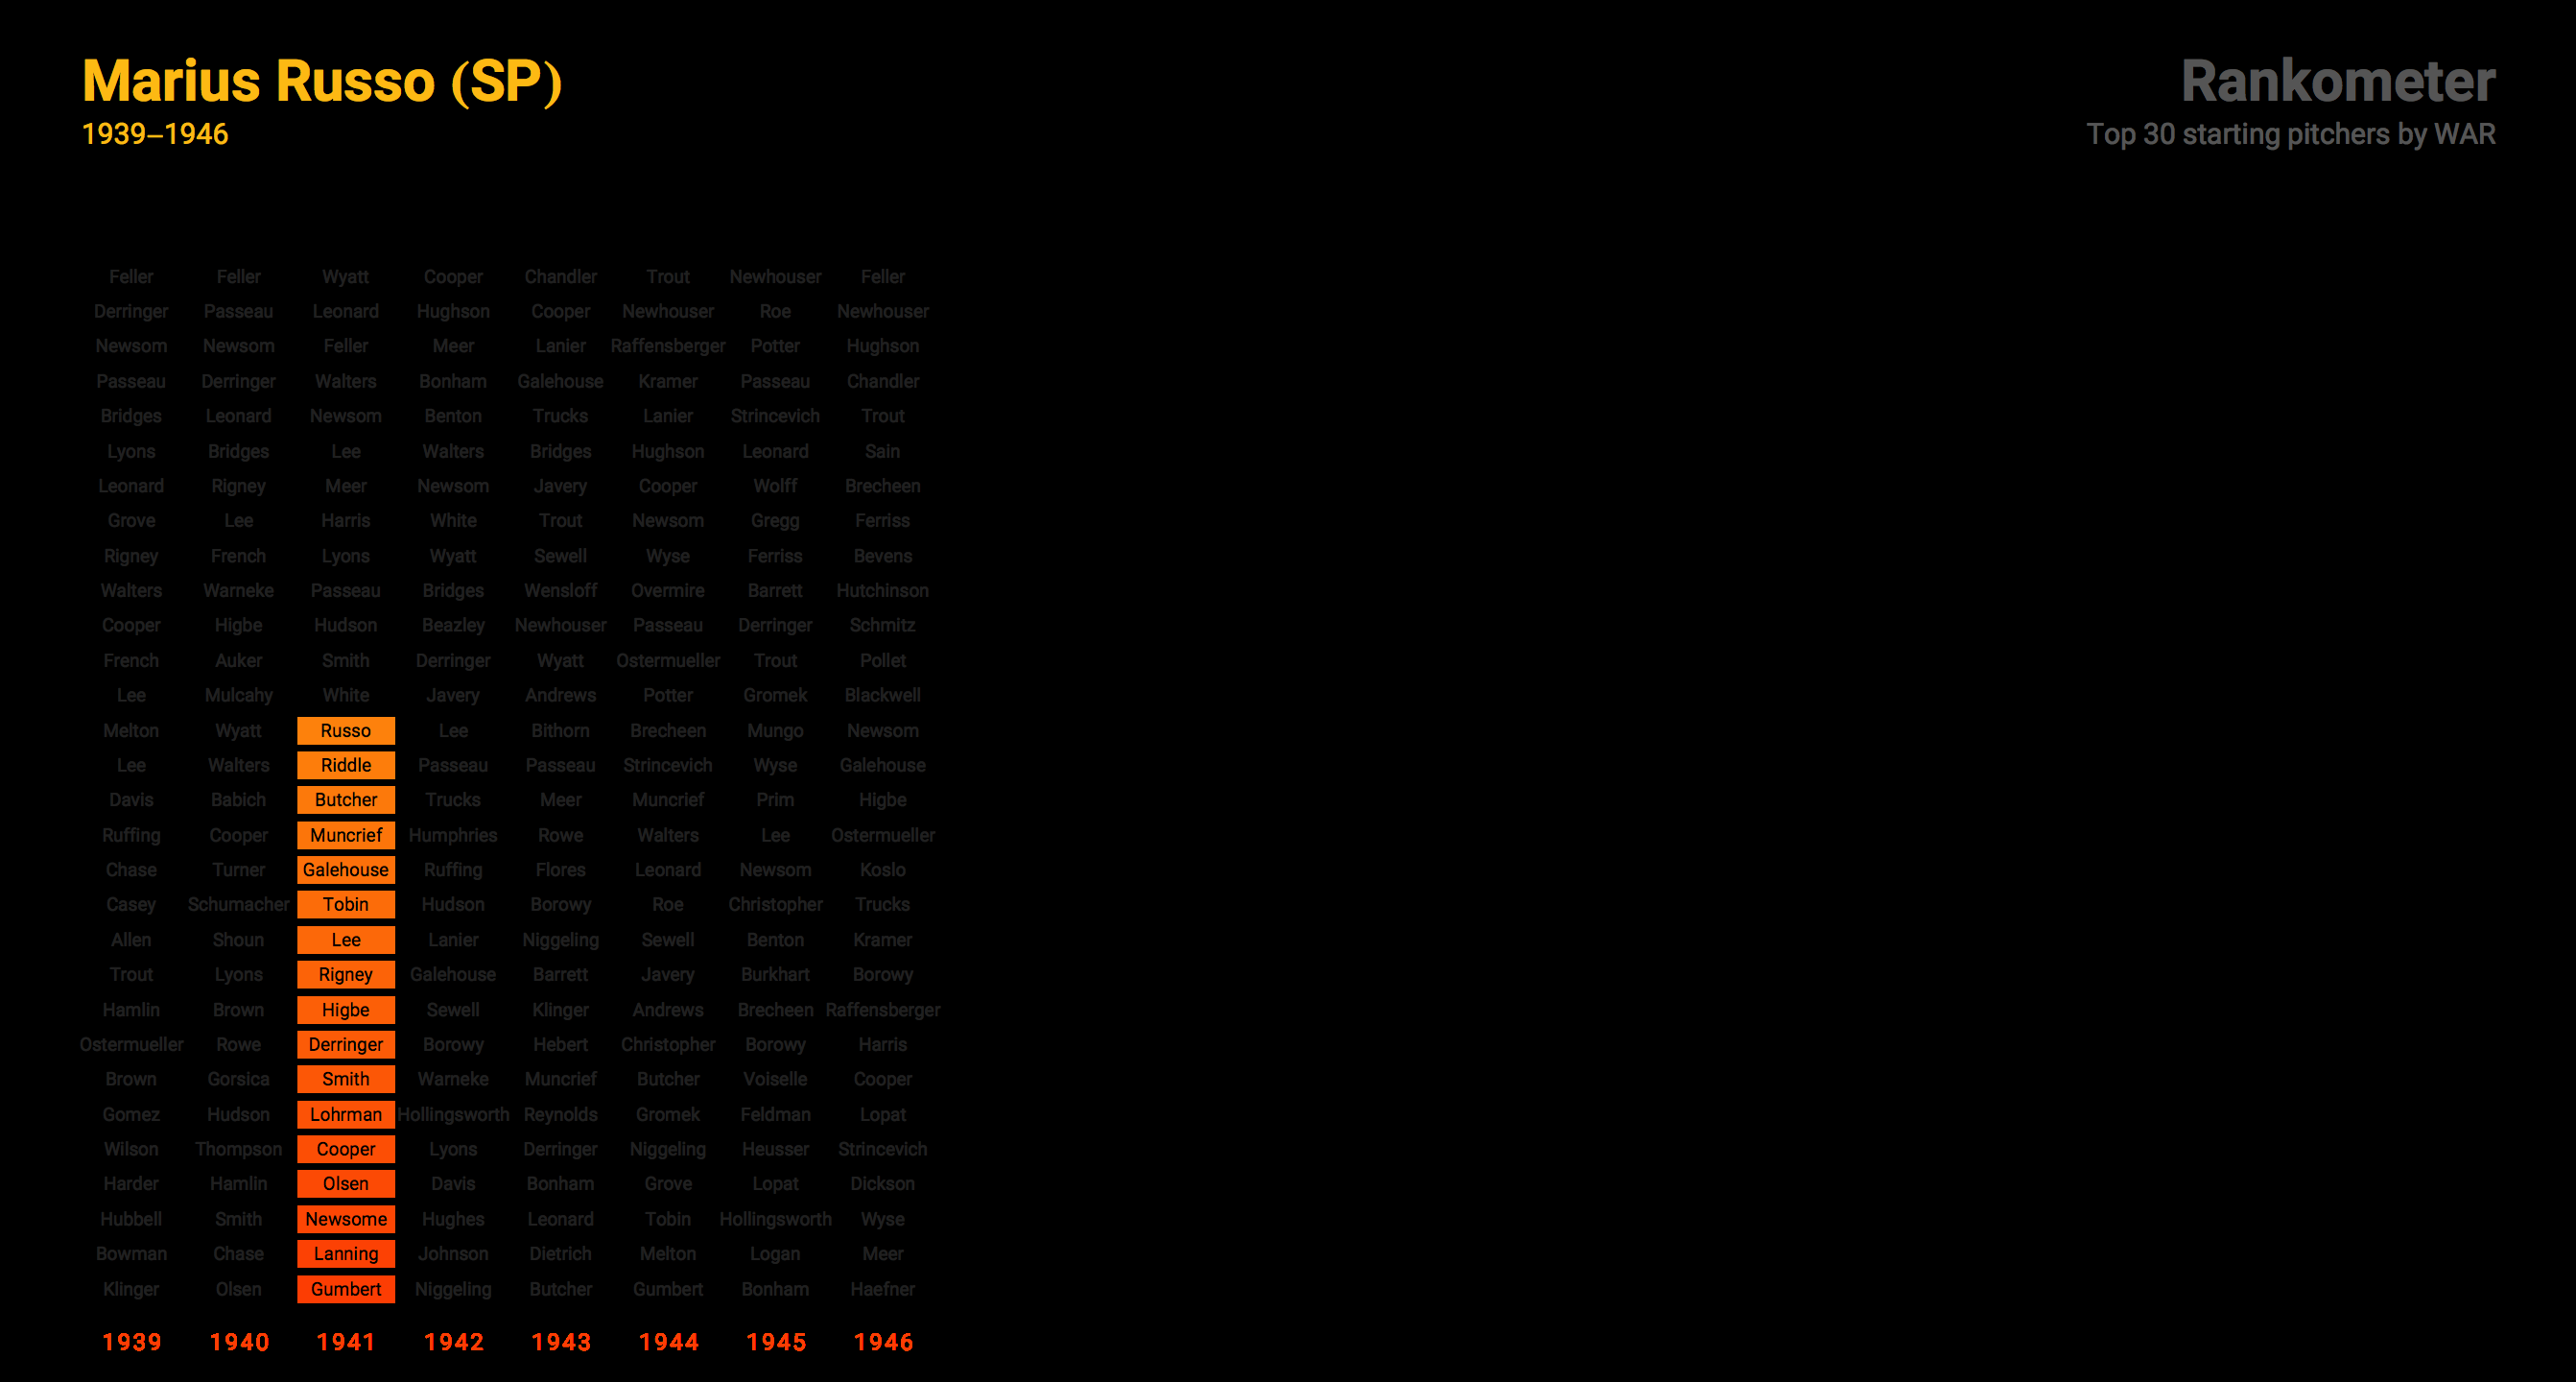 Marius Russo (SP)
1939–1946
Rankometer
Top 30 starting pitchers by WAR
Feller Feller Wyatt Cooper Chandler Trout Newhouser Feller
Derringer Passeau Leonard Hughson Cooper Newhouser Roe Newhouser
Newsom Newsom Feller Meer Lanier Raffensberger Potter Hughson
Passeau Derringer Walters Bonham Galehouse Kramer Passeau Chandler
Bridges Leonard Newsom Benton Trucks Lanier Strincevich Trout
Lyons Bridges Lee Walters Bridges Hughson Leonard Sain
Leonard Rigney Meer Newsom Javery Cooper Wolff Brecheen
Grove Lee Harris White Trout Newsom Gregg Ferriss
Rigney French Lyons Wyatt Sewell Wyse Ferriss Bevens
Walters Warneke Passeau Bridges Wensloff Overmire Barrett Hutchinson
Cooper Higbe Hudson Beazley Newhouser Passeau Derringer Schmitz
French Auker Smith Derringer Wyatt Ostermueller Trout Pollet
Lee Mulcahy White Javery Andrews Potter Gromek Blackwell
Melton Wyatt Russo Lee Bithorn Brecheen Mungo Newsom
Lee Walters Riddle Passeau Passeau Strincevich Wyse Galehouse
Davis Babich Butcher Trucks Meer Muncrief Prim Higbe
Ruffing Cooper Muncrief Humphries Rowe Walters Lee Ostermueller
Chase Turner Galehouse Ruffing Flores Leonard Newsom Koslo
Casey Schumacher Tobin Hudson Borowy Roe Christopher Trucks
Allen Shoun Lee Lanier Niggeling Sewell Benton Kramer
Trout Lyons Rigney Galehouse Barrett Javery Burkhart Borowy
Hamlin Brown Higbe Sewell Klinger Andrews Brecheen Raffensberger
Ostermueller Rowe Derringer Borowy Hebert Christopher Borowy Harris
Brown Gorsica Smith Warneke Muncrief Butcher Voiselle Cooper
Gomez Hudson Lohrman Hollingsworth Reynolds Gromek Feldman Lopat
Wilson Thompson Cooper Lyons Derringer Niggeling Heusser Strincevich
Harder Hamlin Olsen Davis Bonham Grove Lopat Dickson
Hubbell Smith Newsome Hughes Leonard Tobin Hollingsworth Wyse
Bowman Chase Lanning Johnson Dietrich Melton Logan Meer
Klinger Olsen Gumbert Niggeling Butcher Gumbert Bonham Haefner
1939 1940 1941 1942 1943 1944 1945 1946